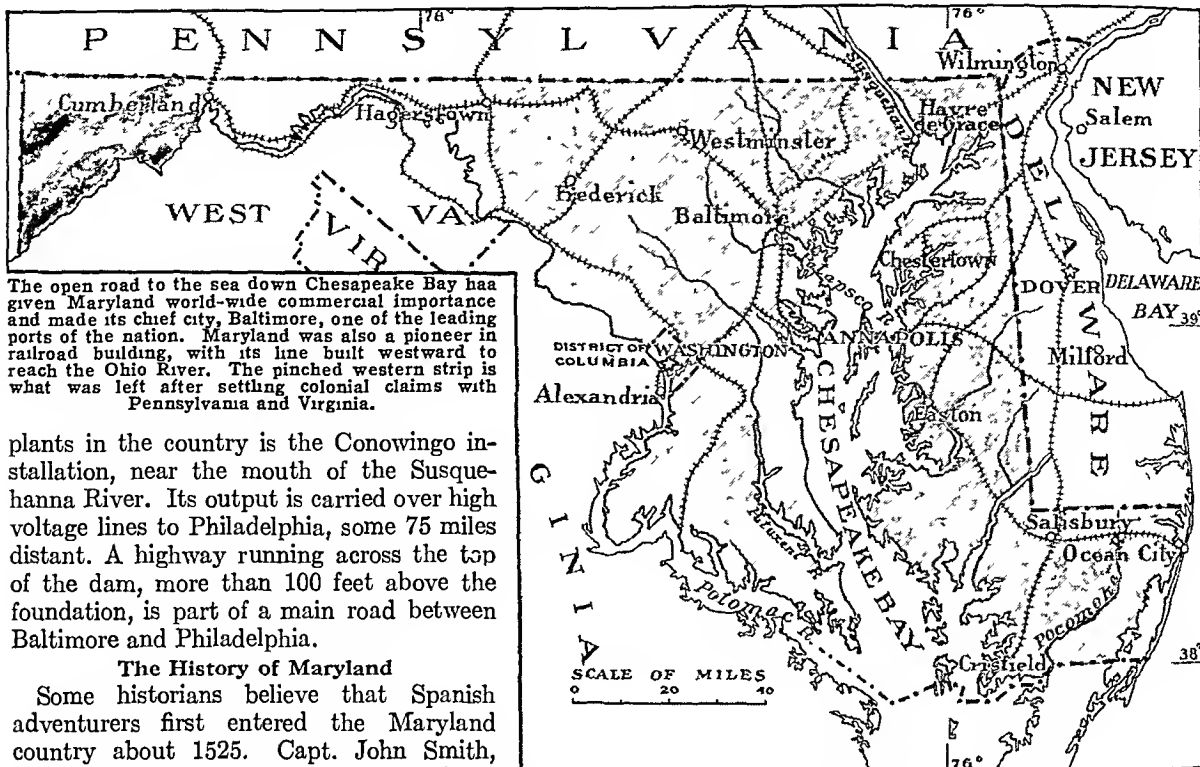 78°
76°
PENNSYLVANIA
Wilmington
NEW
JERSEY
Salem
Cumberland
Hagerstown
Westminster
Susquehanna
Havre
de Grace
DELAWARE
WEST
VA.
VIR
Frederick
Baltimore
Chestertown
DOVER
DELAWARE
BAY
39°
The open road to the sea down Chesapeake Bay haa
given Maryland world-wide commercial importance
and made its chief city, Baltimore, one of the leading
ports of the nation. Maryland was also a pioneer in
railroad building, with its line built westward to
reach the Ohio River. The pinched western strip is
what was left after settling colonial claims with
Pennsylvania and Virginia.
DISTRICT OF
COLUMBIA
WASHINGTON
ANNAPOLIS
Milford
Alexandria
Easton
CHESAPEAKE BAY
GINIA
Patuxent
Potomac R.
Salisbury
Ocean City
Pocomoke
Crisfield
38°
SCALE OF MILES
0 20 40
76°
plants in the country is the Conowingo in-
stallation, near the mouth of the Susque-
hanna River. Its output is carried over high
voltage lines to Philadelphia, some 75 miles
distant. A highway running across the top
of the dam, more than 100 feet above the
foundation, is part of a main road between
Baltimore and Philadelphia.
The History of Maryland
Some historians believe that Spanish
adventurers first entered the Maryland
country about 1525. Capt. John Smith,